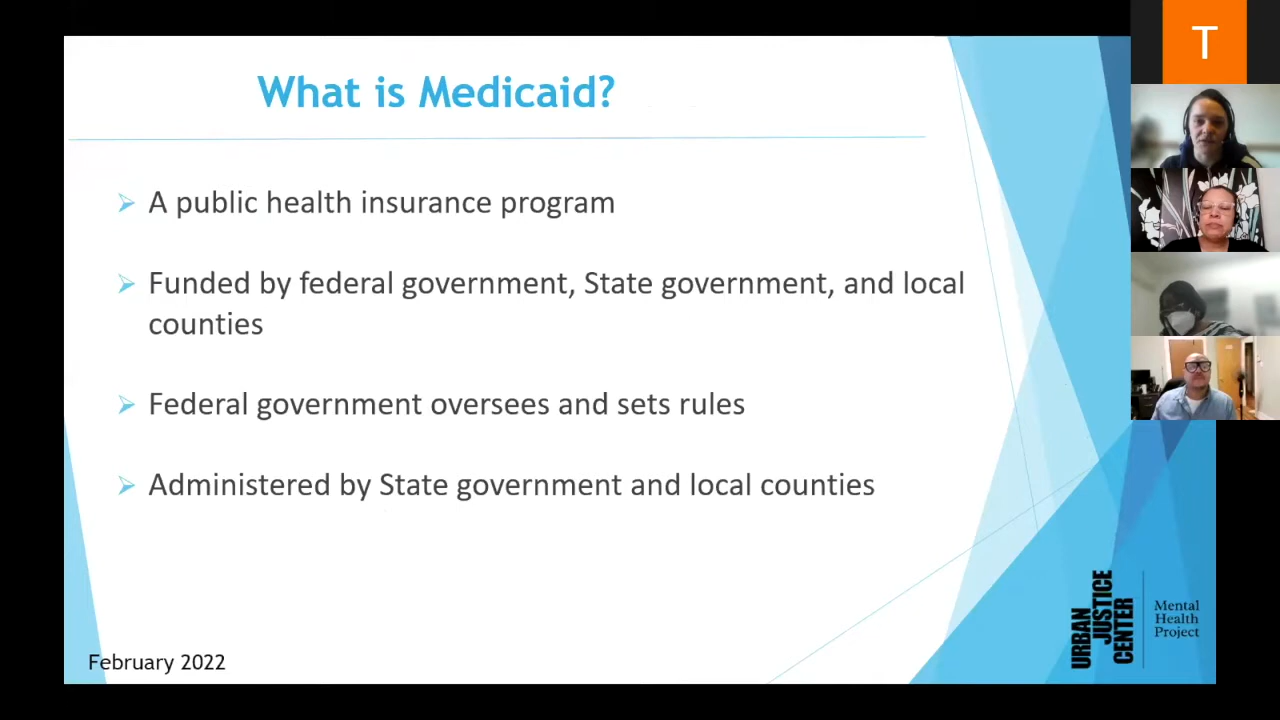 What is Medicaid?
A public health insurance program
Funded by federal government, State government, and local
counties
Federal government oversees and sets rules
Administered by State government and local counties
February 2022
URBAN
JUSTICE
CENTER
Mental
Health
Project
T